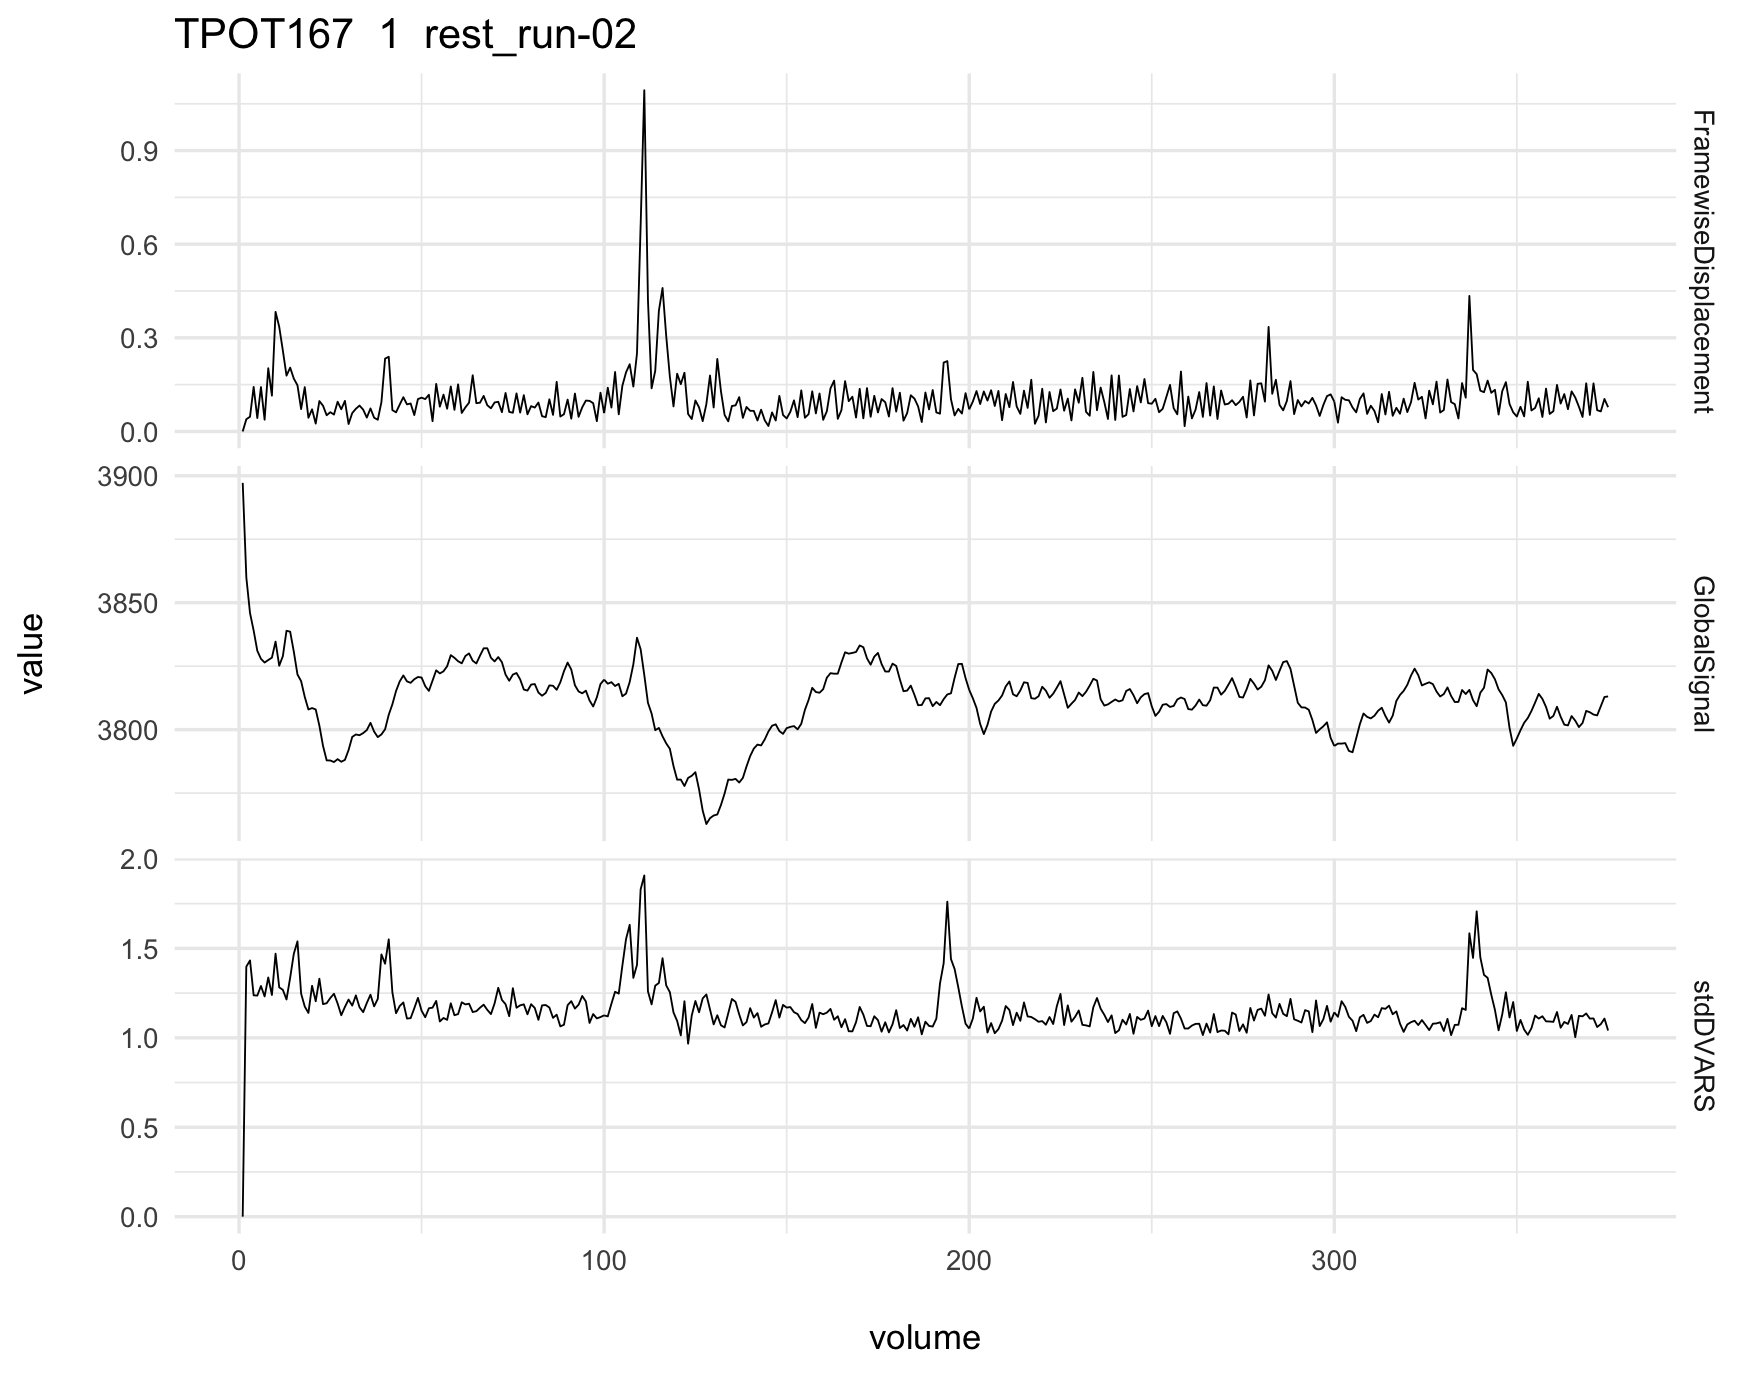 TPOT167 1 rest_run-02
0.9
0.6
0.3
0.0
FramewiseDisplacement
3900
3850
3800
GlobalSignal
value
2.0
1.5
1.0
0.5
0.0
stdDVARS
0 100 200 300
volume